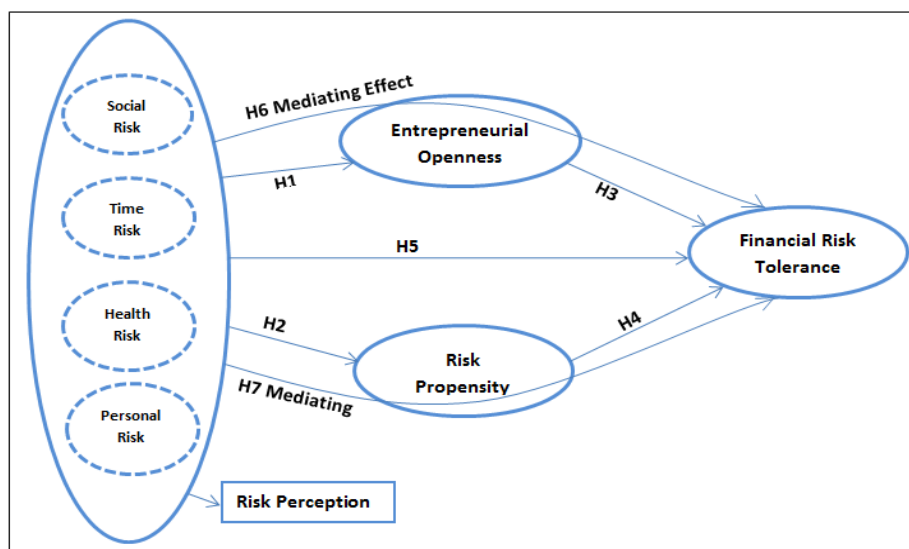 Social
Risk
Time
Risk
Health
Risk
Personal
Risk
Risk Perception
H6 Mediating Effect
H1
H5
H2
H7 Mediating
Entrepreneurial
Openness
Risk
Propensity
H3
H4
Financial Risk
Tolerance